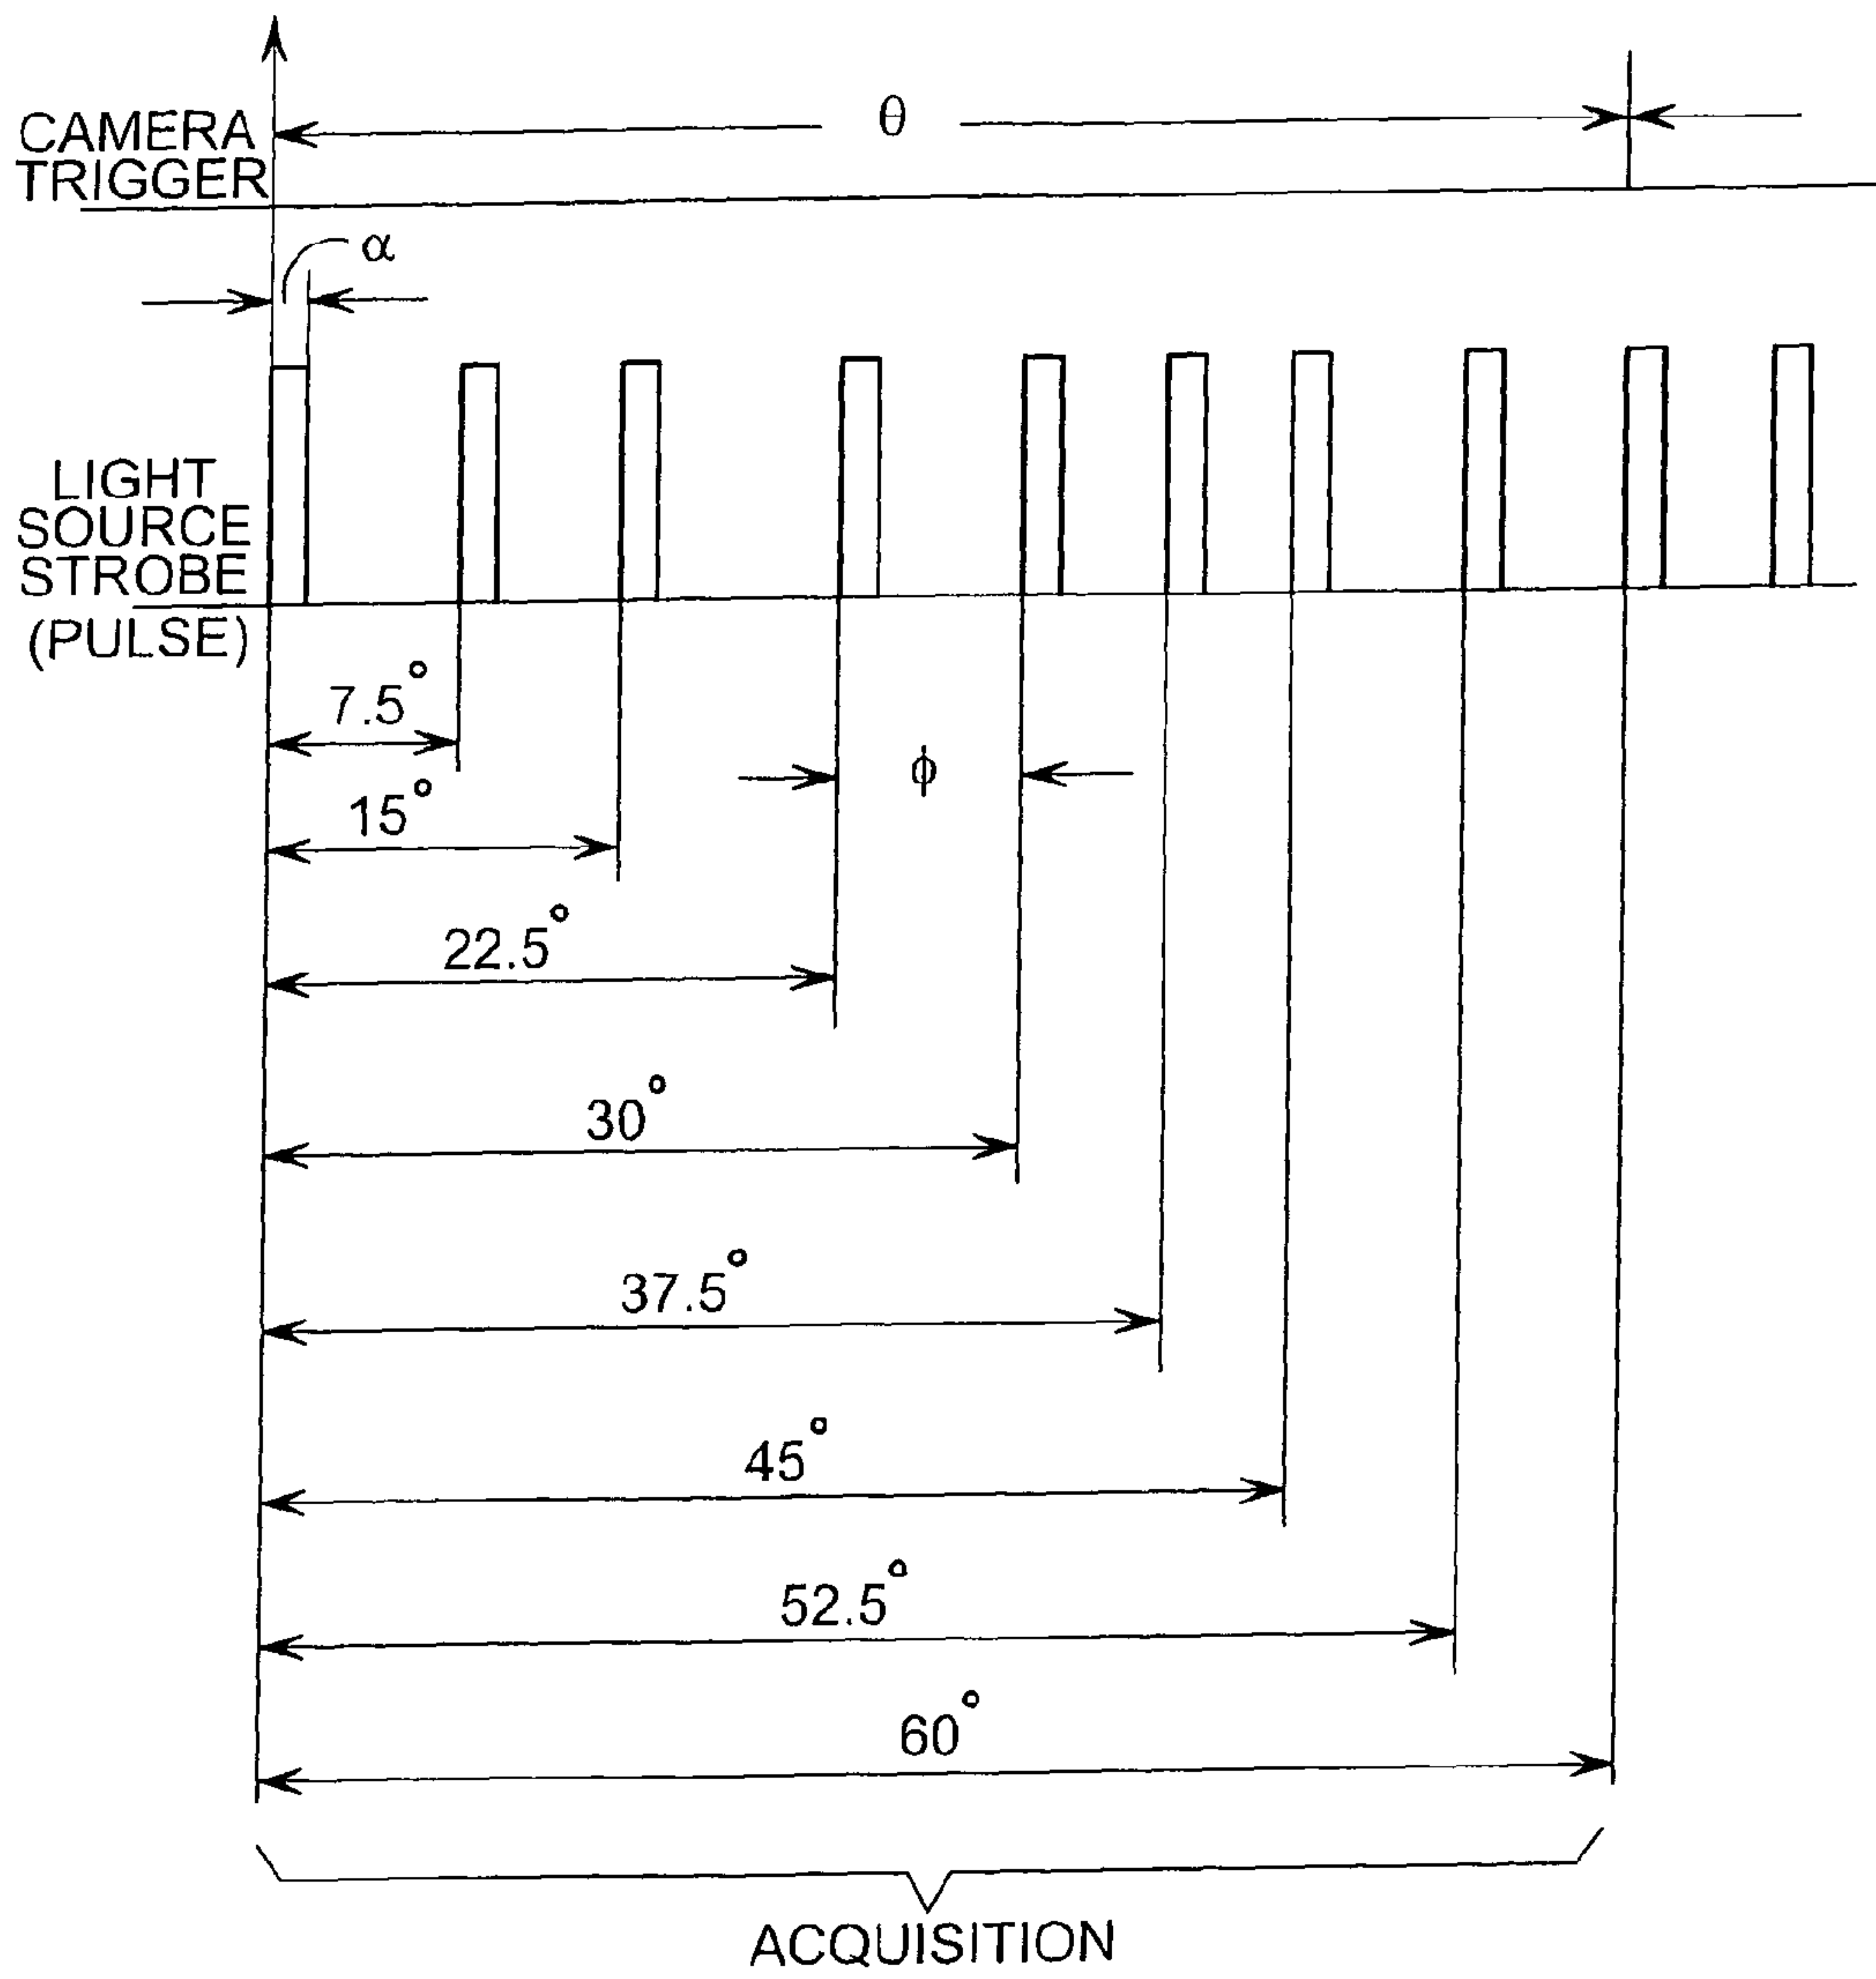 CAMERA
TRIGGER
θ
α
LIGHT
SOURCE
STROBE
(PULSE)
7.5°
15°
ϕ
22.5°
30°
37.5°
45°
52.5°
60°
ACQUISITION